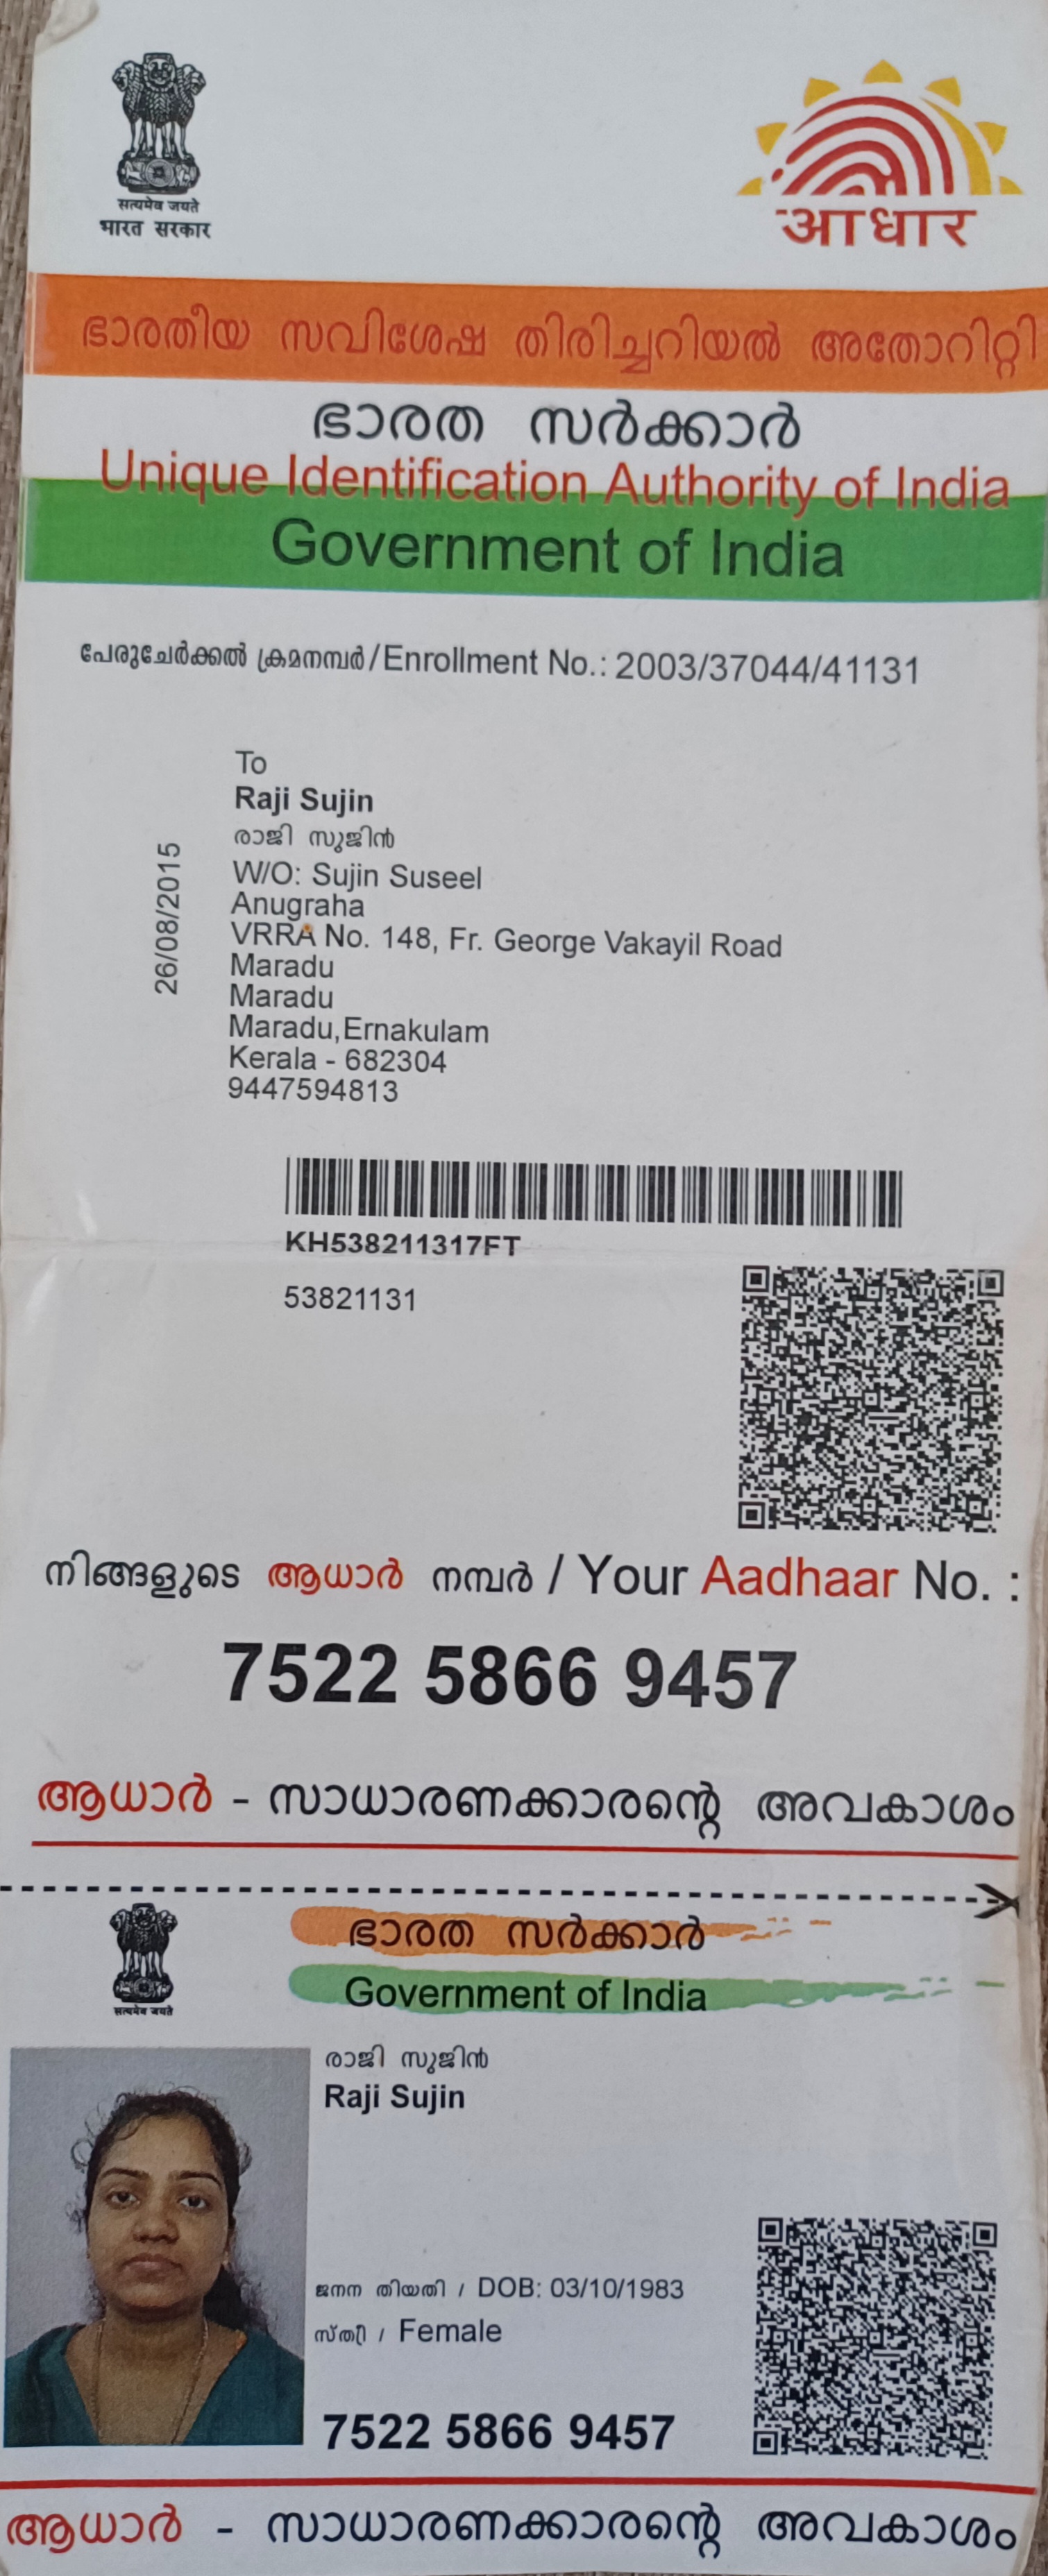 सत्यमेव जयते
भारत सरकार
आधार
ഭാരതീയ സവിശേഷ തിരിച്ചറിയൽ അതോറിറ്റി
ഭാരത സർക്കാർ
Unique Identification Authority of India
Government of India
പേരുചേർക്കൽ ക്രമനമ്പർ / Enrollment No.: 2003/37044/41131
26/08/2015
To
Raji Sujin
രാജി സുജിൻ
W/O: Sujin Suseel
Anugraha
VRRA No. 148, Fr. George Vakayil Road
Maradu
Maradu
Maradu,Ernakulam
Kerala - 682304
9447594813
KH538211317FT
53821131
നിങ്ങളുടെ ആധാർ നമ്പർ / Your Aadhaar No. :
7522 5866 9457
ആധാർ - സാധാരണക്കാരന്റെ അവകാശം
सत्यमेव जयते
ഭാരത സർക്കാർ
Government of India
രാജി സുജിൻ
Raji Sujin
ജനന തിയതി / DOB: 03/10/1983
സ്ത്രീ / Female
7522 5866 9457
ആധാർ - സാധാരണക്കാരന്റെ അവകാശം